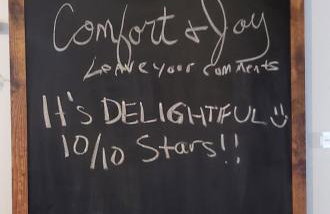 Comfort & Joy
Leave your comments
It's DELIGHTFUL
10/10 Stars!!